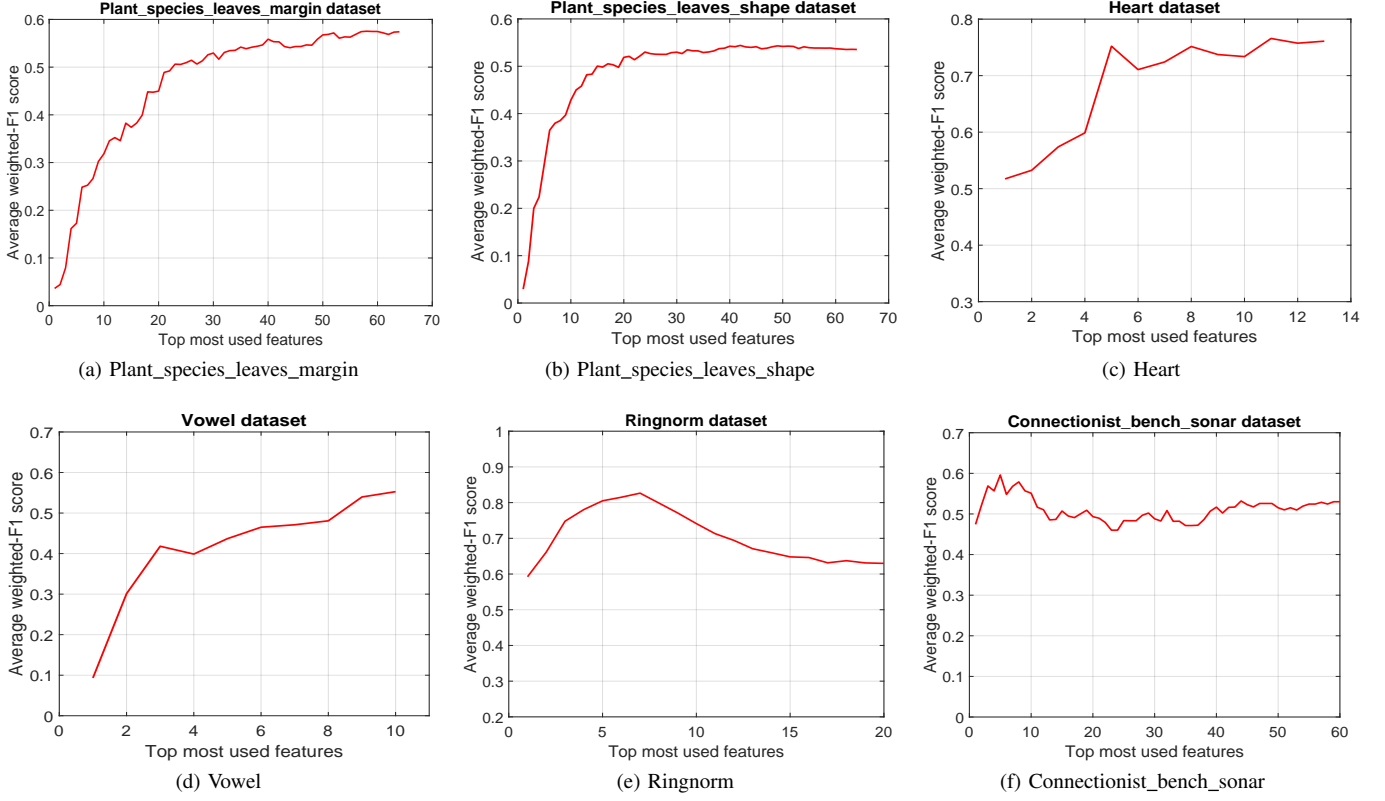 Plant_species_leaves_margin dataset
Average weighted-F1 score
0.6
0.5
0.4
0.3
0.2
0.1
0
0 10 20 30 40 50 60 70
Top most used features
(a) Plant_species_leaves_margin
Plant_species_leaves_shape dataset
Average weighted-F1 score
0.6
0.5
0.4
0.3
0.2
0.1
0
0 10 20 30 40 50 60 70
Top most used features
(b) Plant_species_leaves_shape
Heart dataset
Average weighted-F1 score
0.8
0.7
0.6
0.5
0.4
0.3
0 2 4 6 8 10 12 14
Top most used features
(c) Heart
Vowel dataset
Average weighted-F1 score
0.7
0.6
0.5
0.4
0.3
0.2
0.1
0
0 2 4 6 8 10
Top most used features
(d) Vowel
Ringnorm dataset
Average weighted-F1 score
1
0.9
0.8
0.7
0.6
0.5
0.4
0.3
0.2
0 5 10 15 20
Top most used features
(e) Ringnorm
Connectionist_bench_sonar dataset
Average weighted-F1 score
0.7
0.6
0.5
0.4
0.3
0.2
0.1
0
0 10 20 30 40 50 60
Top most used features
(f) Connectionist_bench_sonar